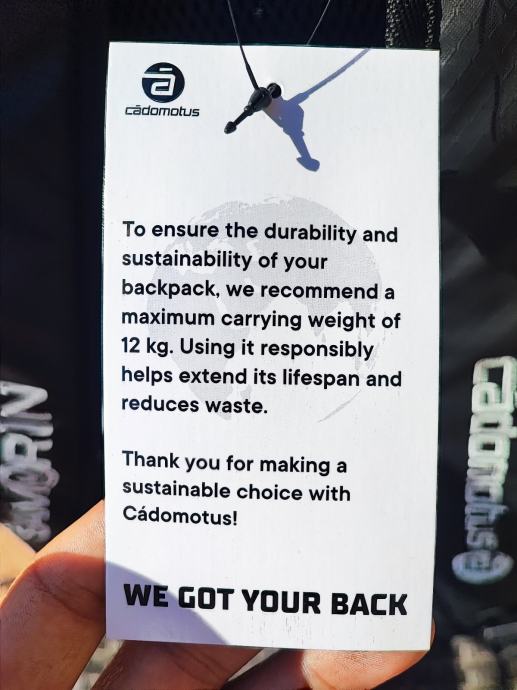 ā
cādomotus
To ensure the durability and
sustainability of your
backpack, we recommend a
maximum carrying weight of
12 kg. Using it responsibly
helps extend its lifespan and
reduces waste.
Thank you for making a
sustainable choice with
Cádomotus!
WE GOT YOUR BACK
cādomotus